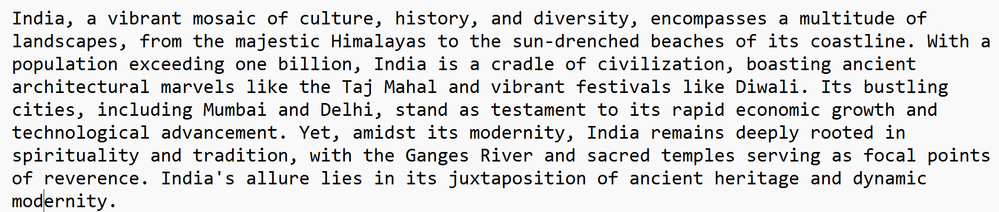 India, a vibrant mosaic of culture, history, and diversity, encompasses a multitude of
landscapes, from the majestic Himalayas to the sun-drenched beaches of its coastline. With a
population exceeding one billion, India is a cradle of civilization, boasting ancient
architectural marvels like the Taj Mahal and vibrant festivals like Diwali. Its bustling
cities, including Mumbai and Delhi, stand as testament to its rapid economic growth and
technological advancement. Yet, amidst its modernity, India remains deeply rooted in
spirituality and tradition, with the Ganges River and sacred temples serving as focal points
of reverence. India's allure lies in its juxtaposition of ancient heritage and dynamic
modernity.